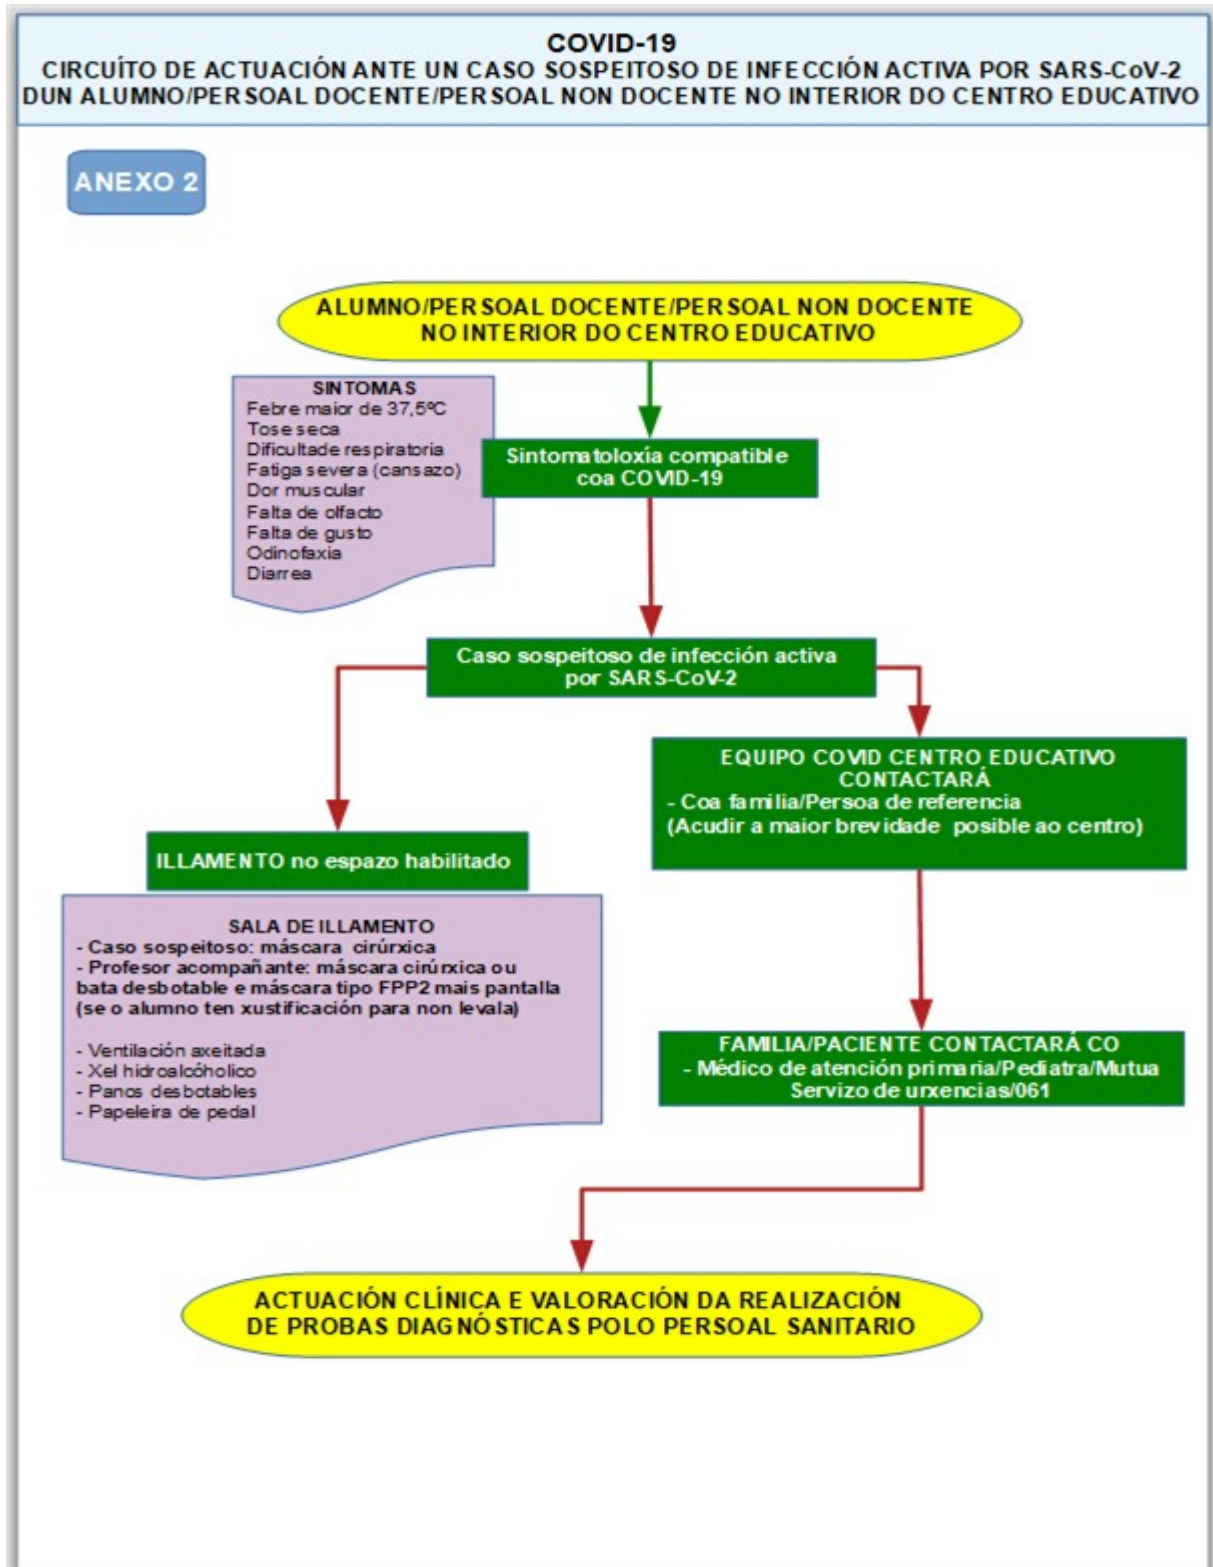 COVID-19
CIRCUÍTO DE ACTUACIÓN ANTE UN CASO SOSPEITOSO DE INFECCIÓN ACTIVA POR SARS-CoV-2
DUN ALUMNO/PERSOAL DOCENTE/PERSOAL NON DOCENTE NO INTERIOR DO CENTRO EDUCATIVO
ANEXO 2
ALUMNO/PERSOAL DOCENTE/PERSOAL NON DOCENTE
NO INTERIOR DO CENTRO EDUCATIVO
SINTOMAS
Febre maior de 37,5ºC
Tose seca
Dificultade respiratoria
Fatiga severa (cansazo)
Dor muscular
Falta de olfacto
Falta de gusto
Odinofaxia
Diarrea
Sintomatoloxía compatible
coa COVID-19
Caso sospeitoso de infección activa
por SARS-CoV-2
EQUIPO COVID CENTRO EDUCATIVO
CONTACTARÁ
- Coa familia/Persoa de referencia
(Acudir a maior brevidade posible ao centro)
ILLAMENTO no espazo habilitado
SALA DE ILLAMENTO
- Caso sospeitoso: máscara cirúrxica
- Profesor acompañante: máscara cirúrxica ou
bata desbotable e máscara tipo FPP2 mais pantalla
(se o alumno ten xustificación para non levala)
- Ventilación axeitada
- Xel hidroalcóholico
- Panos desbotables
- Papeleira de pedal
FAMILIA/PACIENTE CONTACTARÁ CO
- Médico de atención primaria/Pediatra/Mutua
Servizo de urxencias/061
ACTUACIÓN CLÍNICA E VALORACIÓN DA REALIZACIÓN
DE PROBAS DIAGNÓSTICAS POLO PERSOAL SANITARIO